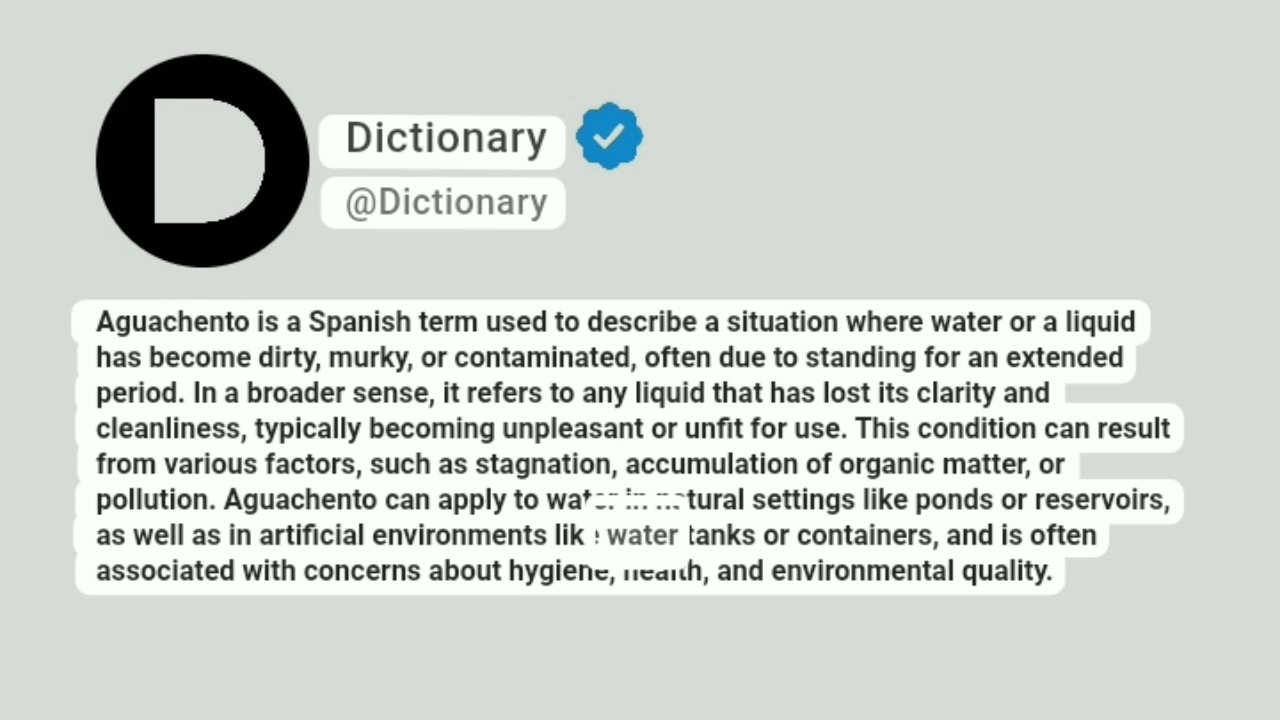 Dictionary
@Dictionary
Aguachento is a Spanish term used to describe a situation where water or a liquid
has become dirty, murky, or contaminated, often due to standing for an extended
period. In a broader sense, it refers to any liquid that has lost its clarity and
cleanliness, typically becoming unpleasant or unfit for use. This condition can result
from various factors, such as stagnation, accumulation of organic matter, or
pollution. Aguachento can apply to water in natural settings like ponds or reservoirs,
as well as in artificial environments like water tanks or containers, and is often
associated with concerns about hygiene, health, and environmental quality.